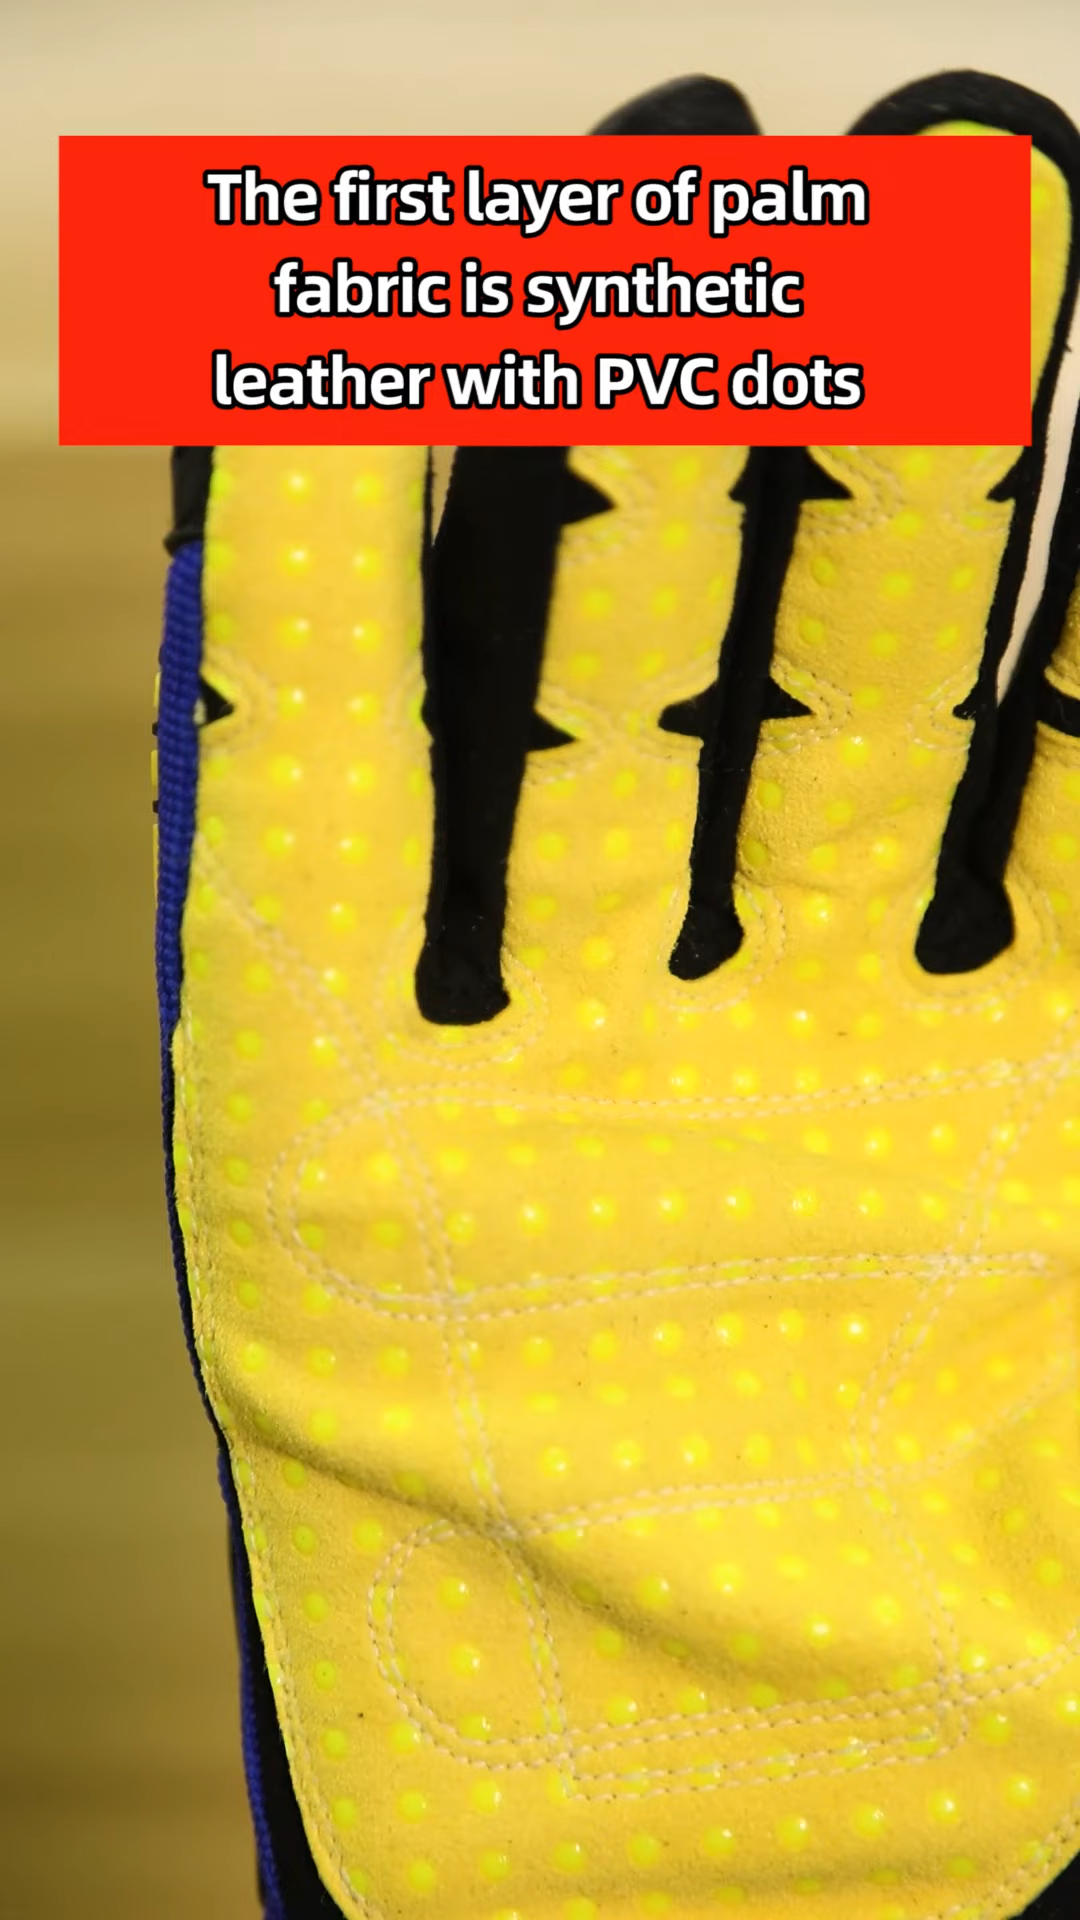 The first layer of palm
fabric is synthetic
leather with PVC dots